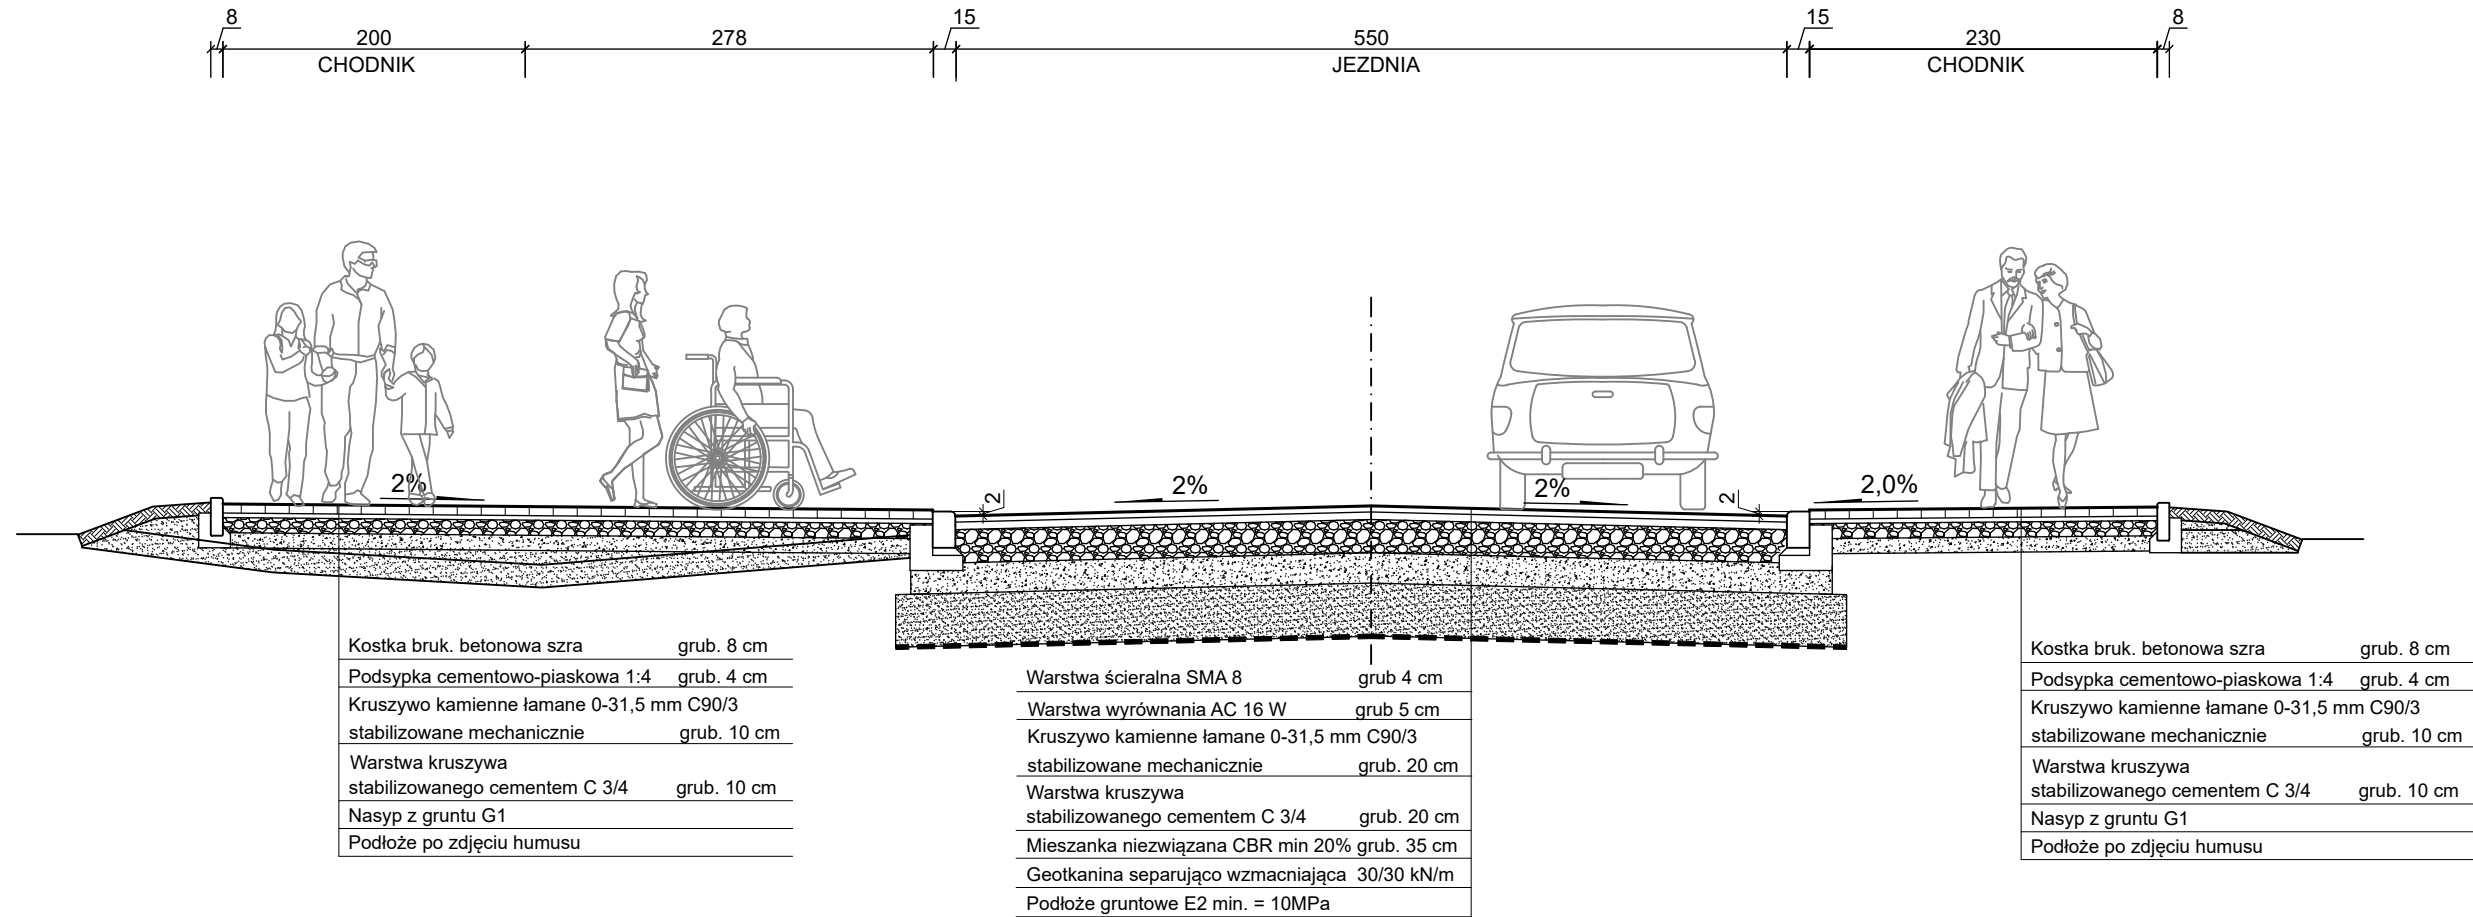 8
200
278
15
550
15
230
8
CHODNIK
JEZDNIA
CHODNIK
2%
2
2%
2%
2
2,0%
Kostka bruk. betonowa szra grub. 8 cm
Podsypka cementowo-piaskowa 1:4 grub. 4 cm
Kruszywo kamienne łamane 0-31,5 mm C90/3
stabilizowane mechanicznie grub. 10 cm
Warstwa kruszywa
stabilizowanego cementem C 3/4 grub. 10 cm
Nasyp z gruntu G1
Podłoże po zdjęciu humusu
Warstwa ścieralna SMA 8 grub 4 cm
Warstwa wyrównania AC 16 W grub 5 cm
Kruszywo kamienne łamane 0-31,5 mm C90/3
stabilizowane mechanicznie grub. 20 cm
Warstwa kruszywa
stabilizowanego cementem C 3/4 grub. 20 cm
Mieszanka niezwiązana CBR min 20% grub. 35 cm
Geotkanina separująco wzmacniająca 30/30 kN/m
Podłoże gruntowe E2 min. = 10MPa
Kostka bruk. betonowa szra grub. 8 cm
Podsypka cementowo-piaskowa 1:4 grub. 4 cm
Kruszywo kamienne łamane 0-31,5 mm C90/3
stabilizowane mechanicznie grub. 10 cm
Warstwa kruszywa
stabilizowanego cementem C 3/4 grub. 10 cm
Nasyp z gruntu G1
Podłoże po zdjęciu humusu